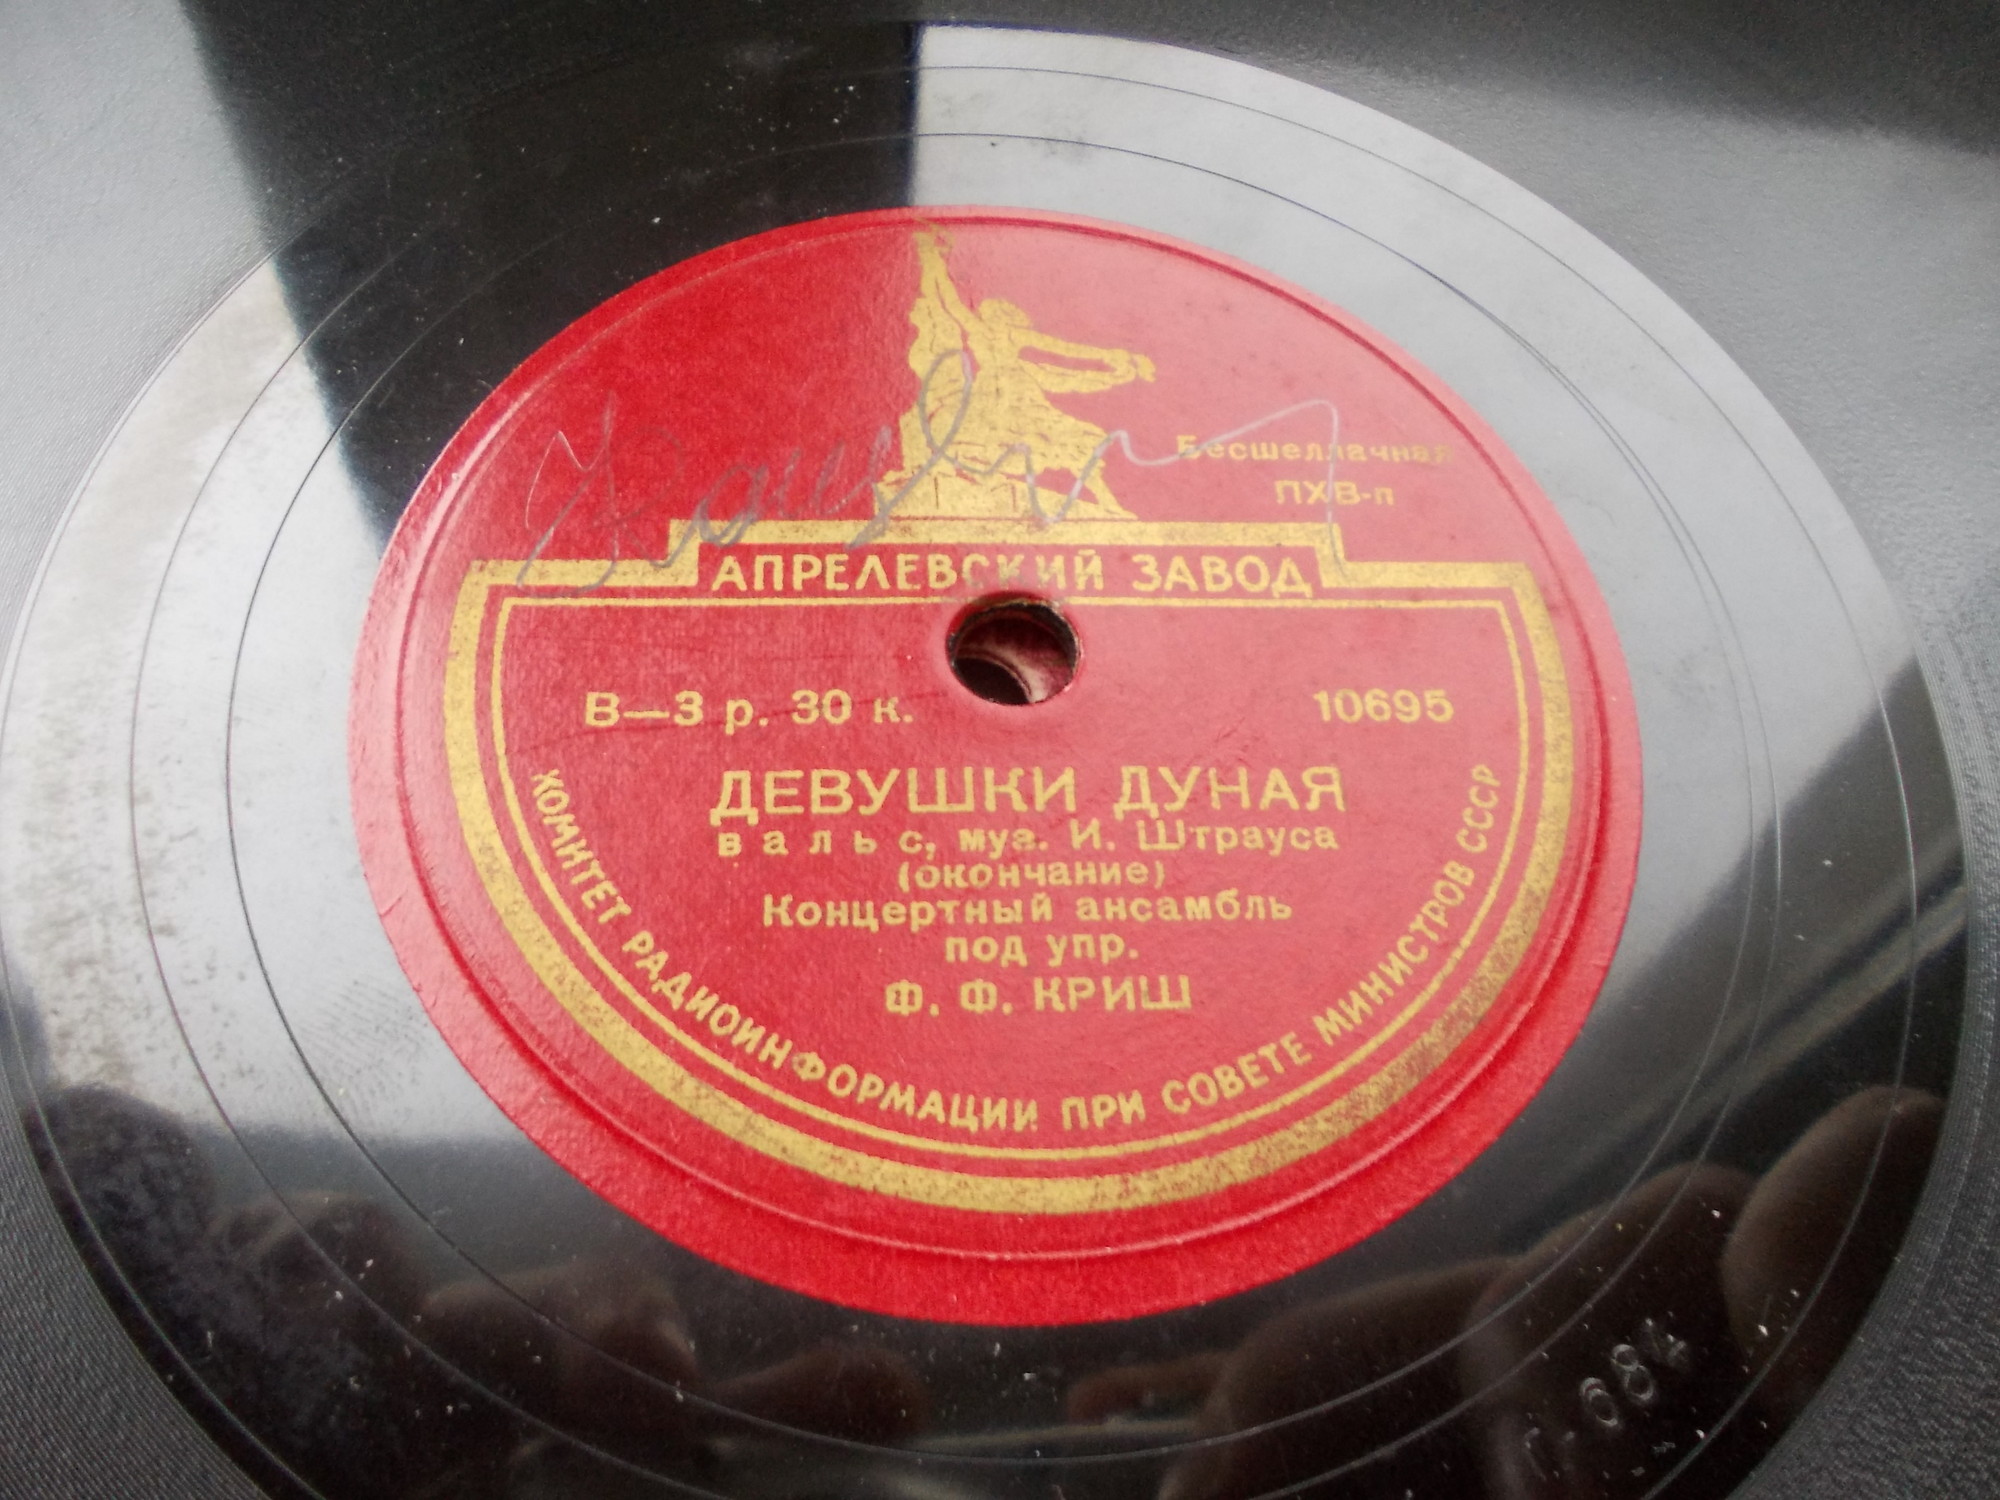 Бесшеллачная
ПХВ-п
АПРЕЛЕВСКИЙ ЗАВОД
В—3 р. 30 к. 10695
ДЕВУШКИ ДУНАЯ
вальс, муз. И. Штрауса
(окончание)
Концертный ансамбль
под упр.
Ф. Ф. КРИШ
КОМИТЕТ РАДИОИНФОРМАЦИИ ПРИ СОВЕТЕ МИНИСТРОВ СССР